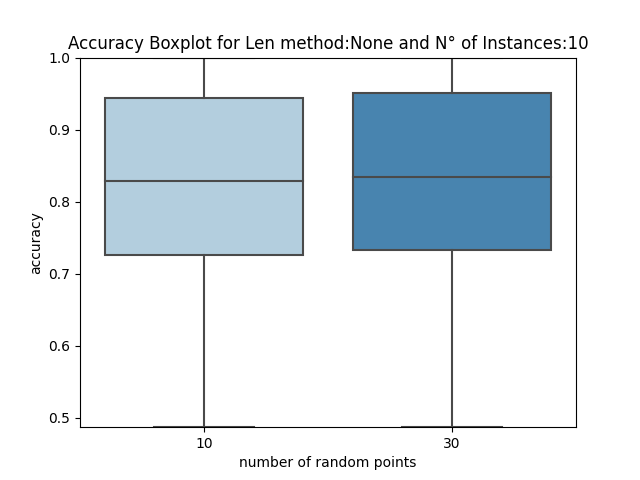 Accuracy Boxplot for Len method:None and N° of Instances:10
1.0
0.9
0.8
0.7
0.6
0.5
accuracy
10 30
number of random points